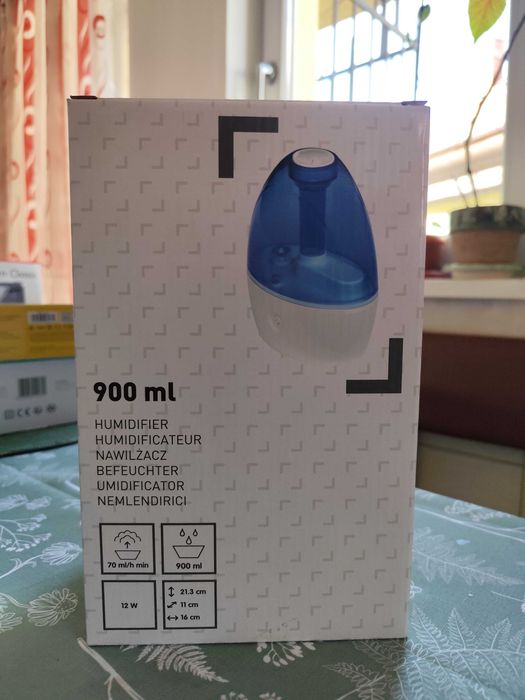 900 ml
HUMIDIFIER
HUMIDIFICATEUR
NAWILŻACZ
BEFEUCHTER
UMIDIFICATOR
NEMLENDIRICI
70 ml/h min
900 ml
12 W
21.3 cm
11 cm
16 cm